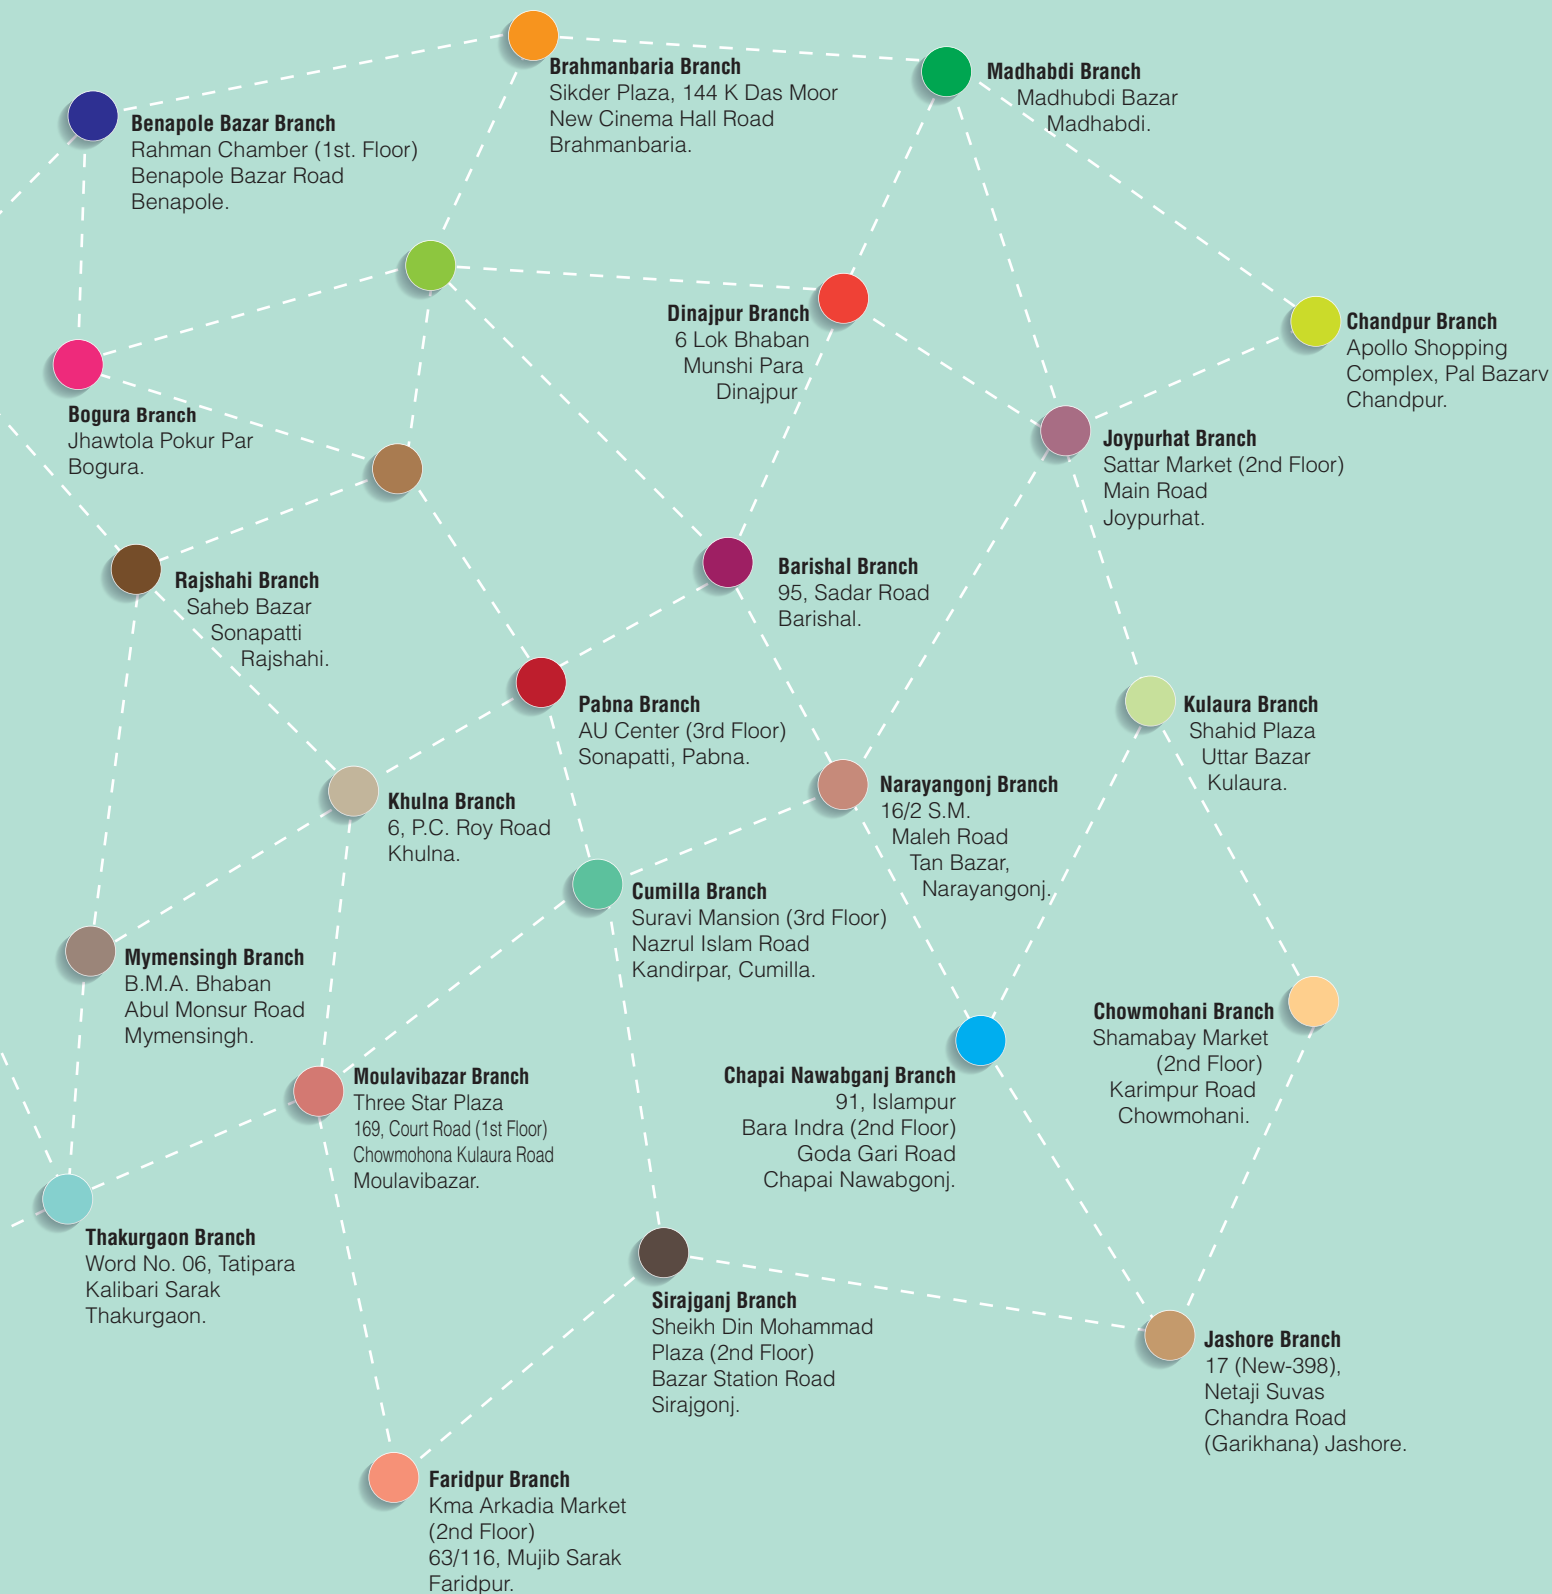 Brahmanbaria Branch
Sikder Plaza, 144 K Das Moor
New Cinema Hall Road
Brahmanbaria.
Madhabdi Branch
Madhubdi Bazar
Madhabdi.
Benapole Bazar Branch
Rahman Chamber (1st. Floor)
Benapole Bazar Road
Benapole.
Dinajpur Branch
6 Lok Bhaban
Munshi Para
Dinajpur
Chandpur Branch
Apollo Shopping
Complex, Pal Bazarv
Chandpur.
Bogura Branch
Jhawtola Pokur Par
Bogura.
Joypurhat Branch
Sattar Market (2nd Floor)
Main Road
Joypurhat.
Rajshahi Branch
Saheb Bazar
Sonapatti
Rajshahi.
Barishal Branch
95, Sadar Road
Barishal.
Pabna Branch
AU Center (3rd Floor)
Sonapatti, Pabna.
Kulaura Branch
Shahid Plaza
Uttar Bazar
Kulaura.
Khulna Branch
6, P.C. Roy Road
Khulna.
Narayangonj Branch
16/2 S.M.
Maleh Road
Tan Bazar,
Narayangonj.
Cumilla Branch
Suravi Mansion (3rd Floor)
Nazrul Islam Road
Kandirpar, Cumilla.
Mymensingh Branch
B.M.A. Bhaban
Abul Monsur Road
Mymensingh.
Chowmohani Branch
Shamabay Market
(2nd Floor)
Karimpur Road
Chowmohani.
Moulavibazar Branch
Three Star Plaza
169, Court Road (1st Floor)
Chowmohona Kulaura Road
Moulavibazar.
Chapai Nawabganj Branch
91, Islampur
Bara Indra (2nd Floor)
Goda Gari Road
Chapai Nawabgonj.
Thakurgaon Branch
Word No. 06, Tatipara
Kalibari Sarak
Thakurgaon.
Sirajganj Branch
Sheikh Din Mohammad
Plaza (2nd Floor)
Bazar Station Road
Sirajgonj.
Jashore Branch
17 (New-398),
Netaji Suvas
Chandra Road
(Garikhana) Jashore.
Faridpur Branch
Kma Arkadia Market
(2nd Floor)
63/116, Mujib Sarak
Faridpur.